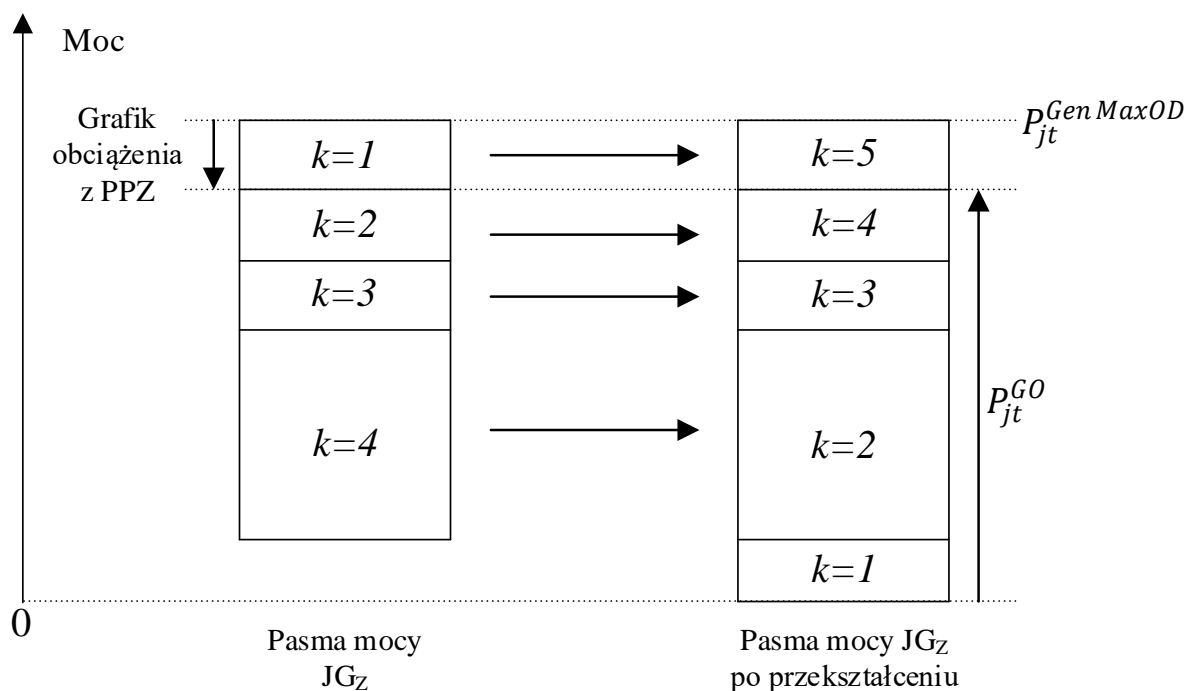 Moc
Grafik
obciążenia
z PPZ
k=1
k=2
k=3
k=4
k=5
k=4
k=3
k=2
k=1
P_{jt}^{Gen MaxOD}
P_{jt}^{GO}
0
Pasma mocy
JG_Z
Pasma mocy JG_Z
po przekształceniu